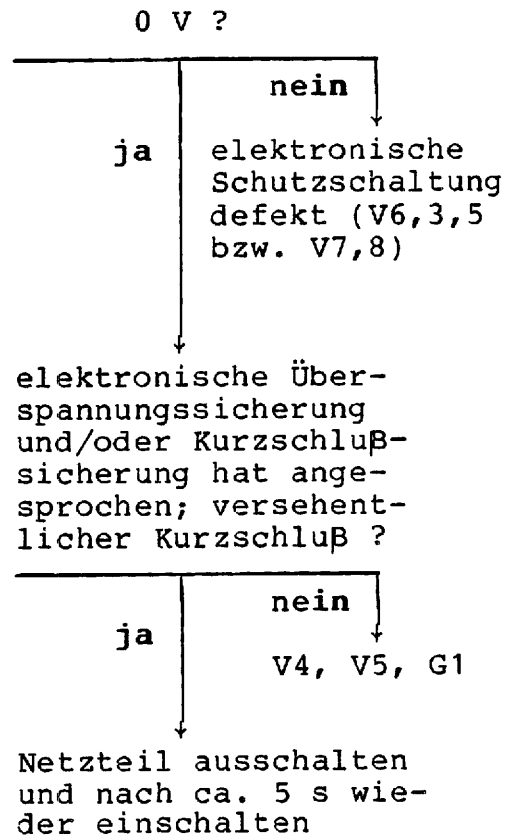 0 V ?
nein
ja
elektronische
Schutzschaltung
defekt (V6,3,5
bzw. V7,8)
elektronische Über-
spannungssicherung
und/oder Kurzschluß-
sicherung hat ange-
sprochen; versehent-
licher Kurzschluß ?
nein
ja
V4, V5, G1
Netzteil ausschalten
und nach ca. 5 s wie-
der einschalten